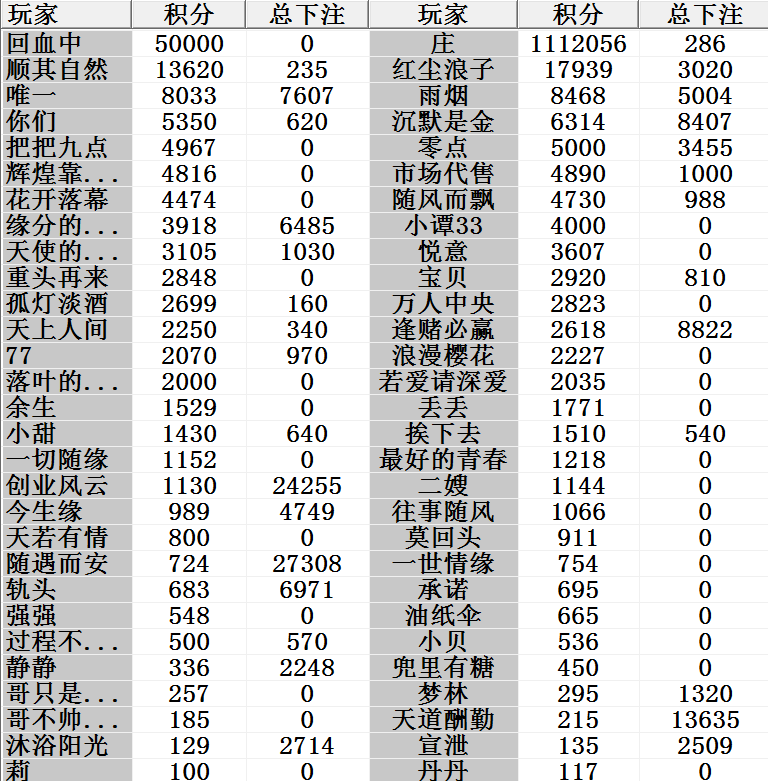 玩家 积分 总下注 玩家 积分 总下注
回血中 50000 0 庄 1112056 286
顺其自然 13620 235 红尘浪子 17939 3020
唯一 8033 7607 雨烟 8468 5004
你们 5350 620 沉默是金 6314 8407
把把九点 4967 0 零点 5000 3455
辉煌靠... 4816 0 市场代售 4890 1000
花开落幕 4474 0 随风而飘 4730 988
缘分的... 3918 6485 小谭33 4000 0
天使的... 3105 1030 悦意 3607 0
重头再来 2848 0 宝贝 2920 810
孤灯淡酒 2699 160 万人中央 2823 0
天上人间 2250 340 逢赌必赢 2618 8822
77 2070 970 浪漫樱花 2227 0
落叶的... 2000 0 若爱请深爱 2035 0
余生 1529 0 丢丢 1771 0
小甜 1430 640 挨下去 1510 540
一切随缘 1152 0 最好的青春 1218 0
创业风云 1130 24255 二嫂 1144 0
今生缘 989 4749 往事随风 1066 0
天若有情 800 0 莫回头 911 0
随遇而安 724 27308 一世情缘 754 0
轨头 683 6971 承诺 695 0
强强 548 0 油纸伞 665 0
过程不... 500 570 小贝 536 0
静静 336 2248 兜里有糖 450 0
哥只是... 257 0 梦林 295 1320
哥不帅... 185 0 天道酬勤 215 13635
沐浴阳光 129 2714 宣泄 135 2509
莉 100 0 丹丹 117 0